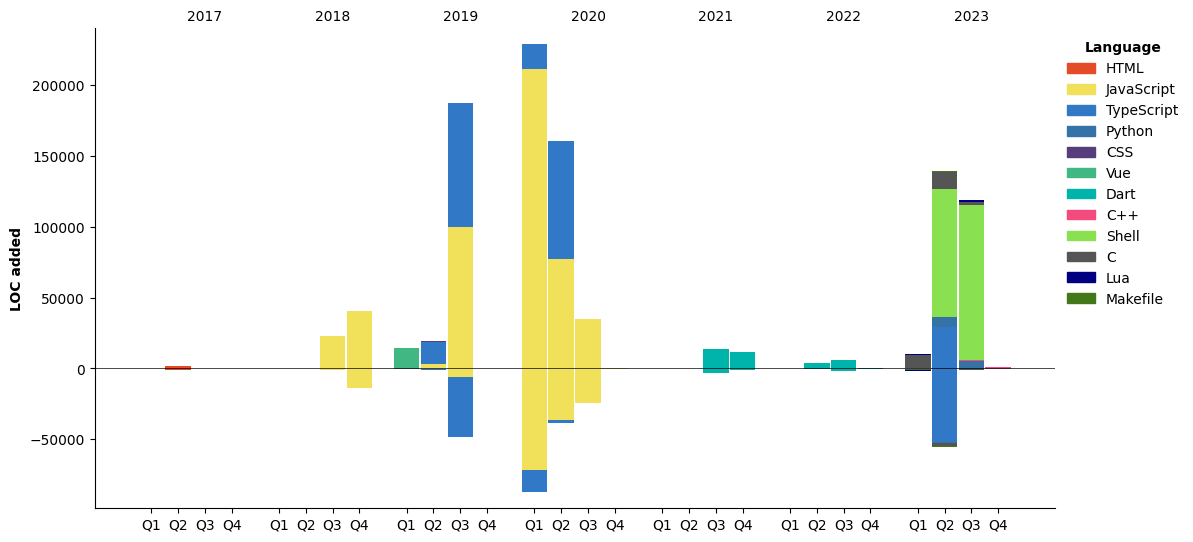 2017 2018 2019 2020 2021 2022 2023
LOC added
200000
150000
100000
50000
0
−50000
Q1 Q2 Q3 Q4 Q1 Q2 Q3 Q4 Q1 Q2 Q3 Q4 Q1 Q2 Q3 Q4 Q1 Q2 Q3 Q4 Q1 Q2 Q3 Q4 Q1 Q2 Q3 Q4
Language
HTML
JavaScript
TypeScript
Python
CSS
Vue
Dart
C++
Shell
C
Lua
Makefile